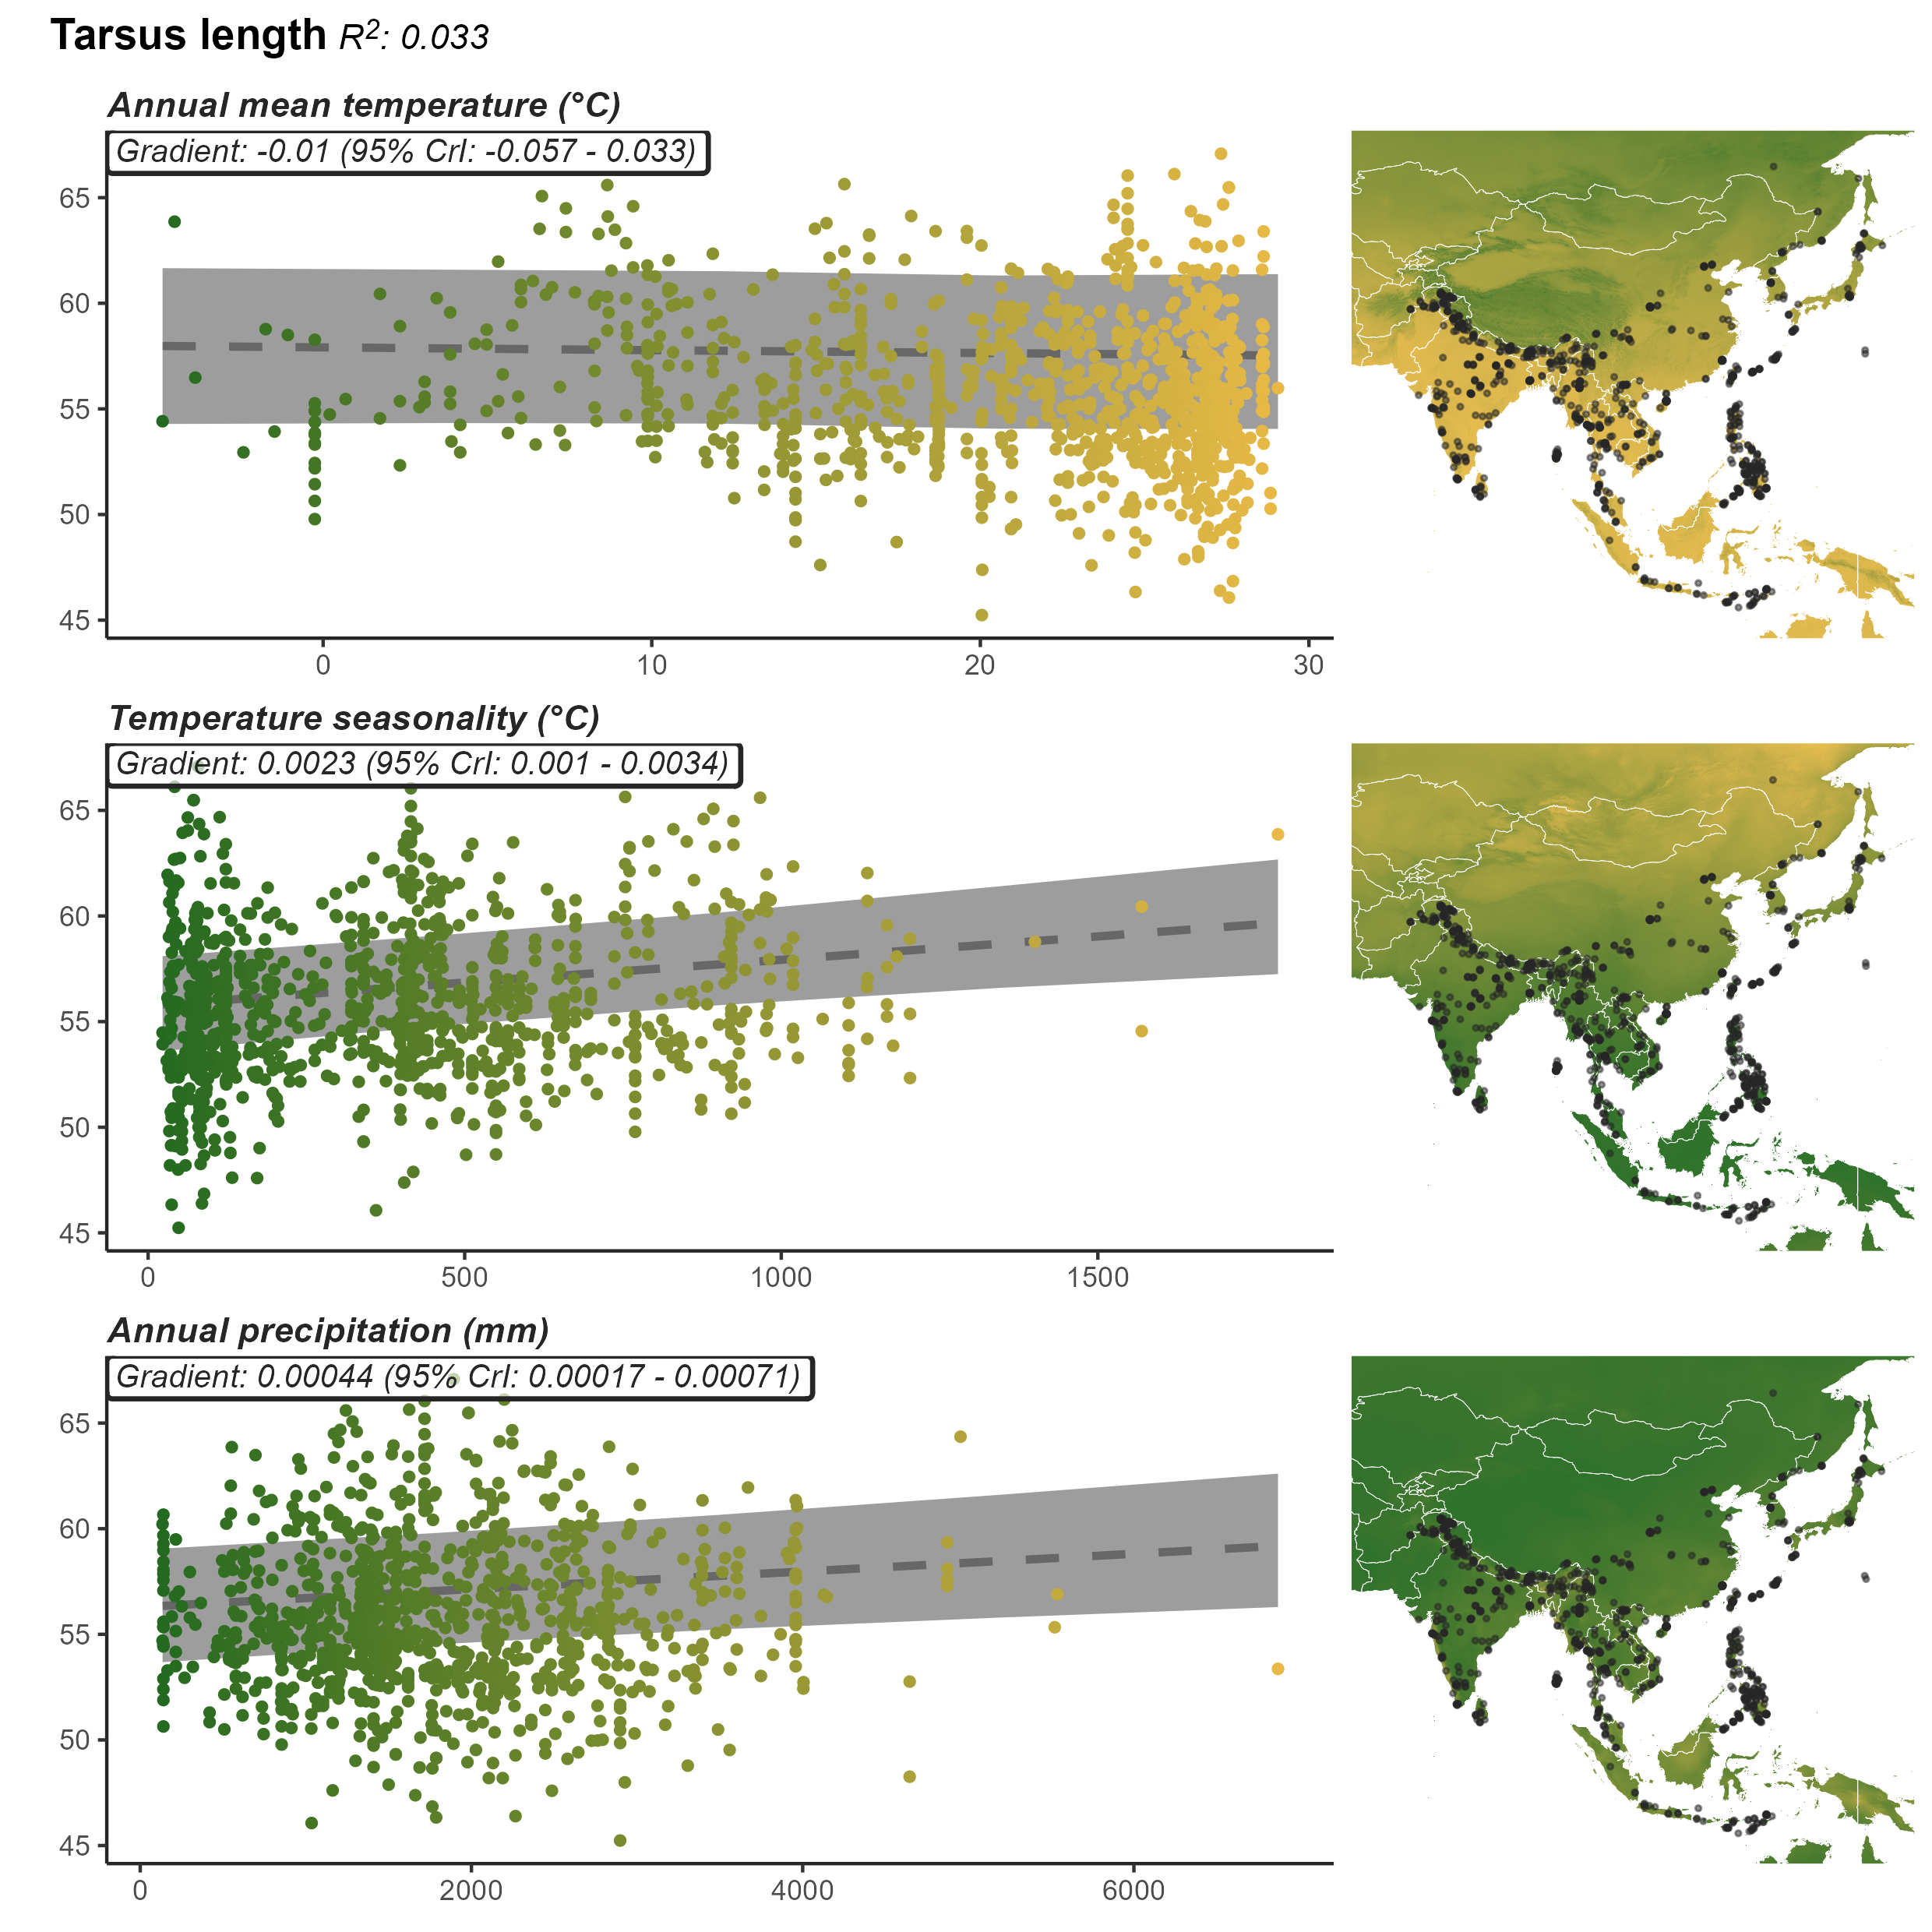 Tarsus length R²: 0.033
Annual mean temperature (°C)
Gradient: -0.01 (95% CrI: -0.057 - 0.033)
65
60
55
50
45
0 10 20 30
Temperature seasonality (°C)
Gradient: 0.0023 (95% CrI: 0.001 - 0.0034)
65
60
55
50
45
0 500 1000 1500
Annual precipitation (mm)
Gradient: 0.00044 (95% CrI: 0.00017 - 0.00071)
65
60
55
50
45
0 2000 4000 6000